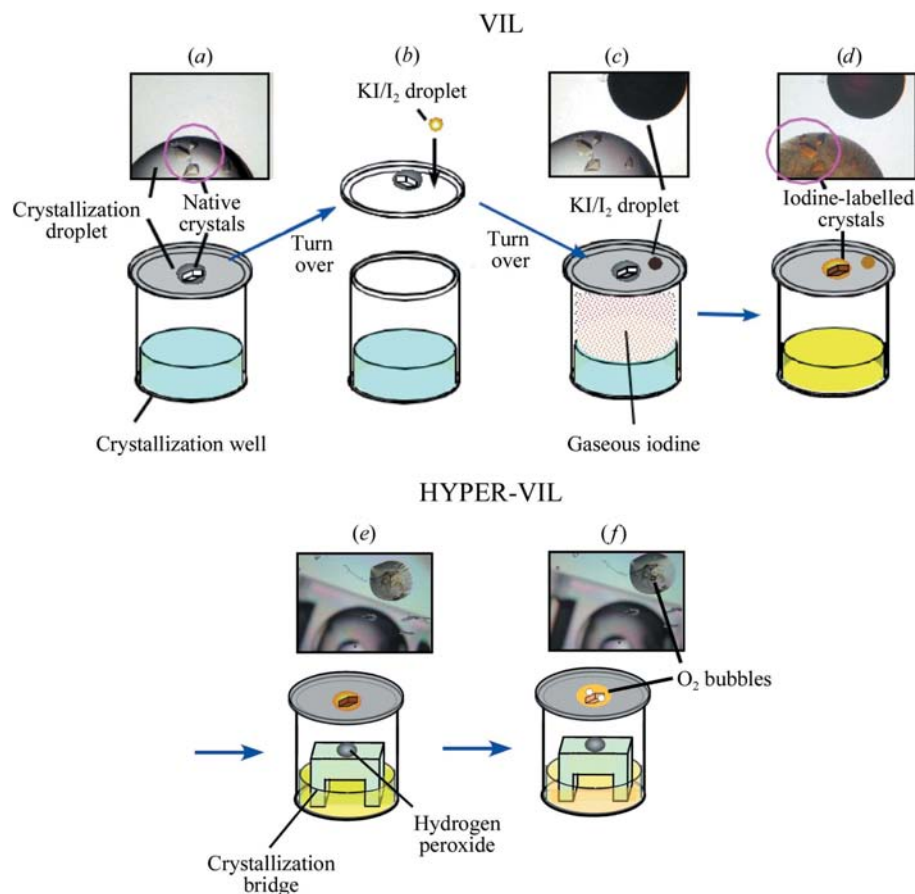 VIL
(a)
(b)
(c)
(d)
KI/I₂ droplet
Crystallization
droplet
Native
crystals
Turn
over
Turn
over
KI/I₂ droplet
Iodine-labelled
crystals
Crystallization well
Gaseous iodine
HYPER-VIL
(e)
(f)
O₂ bubbles
Hydrogen
peroxide
Crystallization
bridge